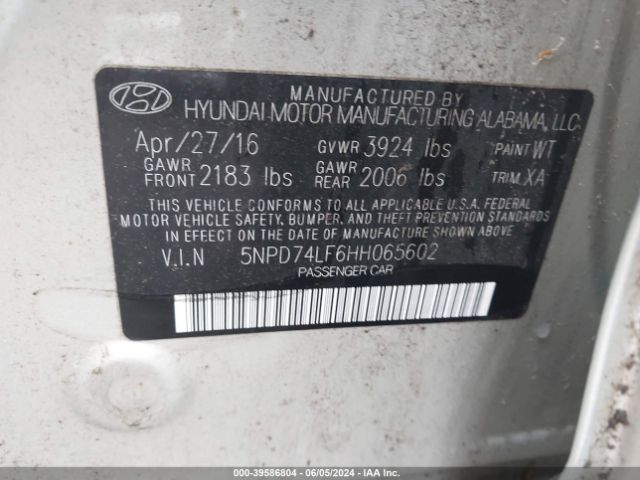 MANUFACTURED BY
HYUNDAI MOTOR MANUFACTURING ALABAMA, LLC
Apr/27/16 GVWR 3924 lbs PAINT WT
GAWR FRONT 2183 lbs GAWR REAR 2006 lbs TRIM XA
THIS VEHICLE CONFORMS TO ALL APPLICABLE U.S.A. FEDERAL
MOTOR VEHICLE SAFETY, BUMPER, AND THEFT PREVENTION
STANDARDS IN EFFECT ON THE DATE OF MANUFACTURE SHOWN ABOVE
V.I.N 5NPD74LF6HH065602
PASSENGER CAR
000-39586804 - 06/05/2024 - IAA Inc.